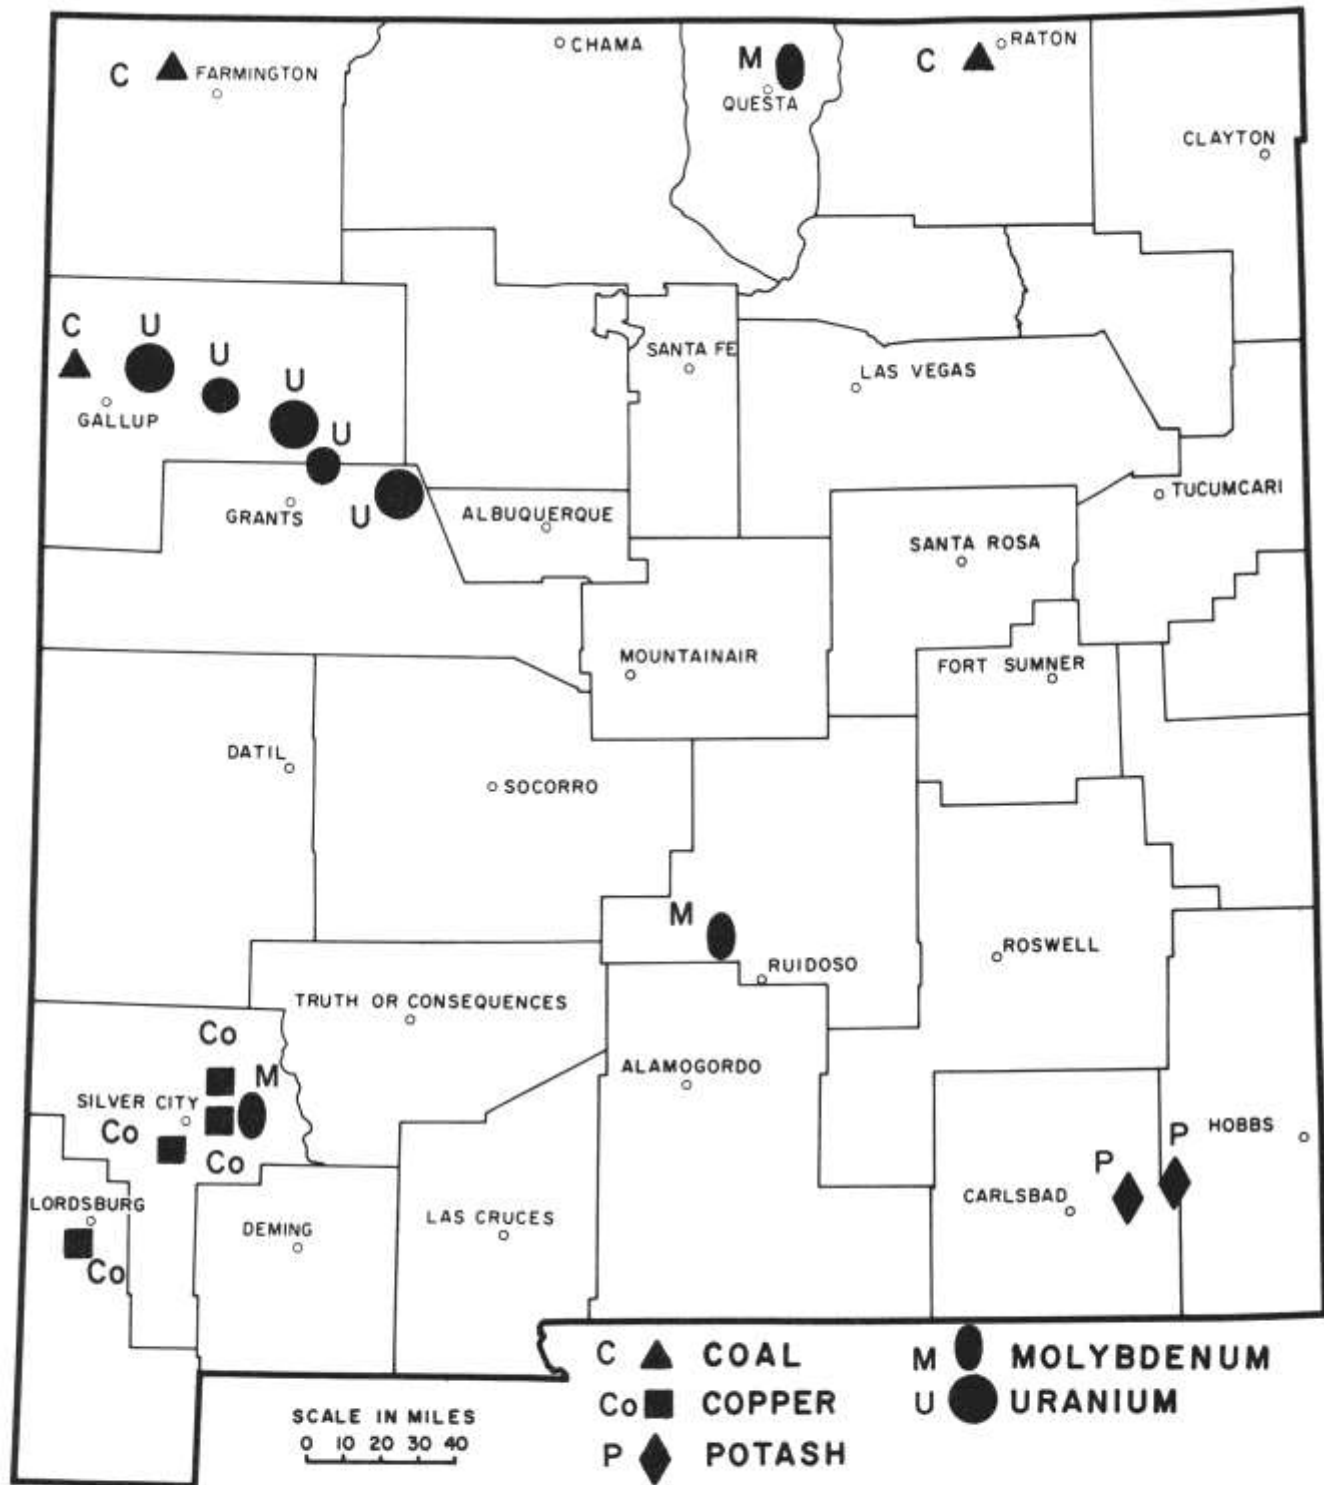 CHAMA
M
C
RATON
C
FARMINGTON
QUESTA
CLAYTON
C
U
U
SANTA FE
LAS VEGAS
U
GALLUP
U
TUCUMCARI
GRANTS
U
ALBUQUERQUE
SANTA ROSA
MOUNTAINAIR
FORT SUMNER
DATIL
SOCORRO
M
ROSWELL
RUIDOSO
TRUTH OR CONSEQUENCES
Co
ALAMOGORDO
M
SILVER CITY
HOBBS
Co
P
Co
P
CARLSBAD
LORDSBURG
LAS CRUCES
DEMING
Co
C COAL
M MOLYBDENUM
Co COPPER
U URANIUM
SCALE IN MILES
0 10 20 30 40
P POTASH